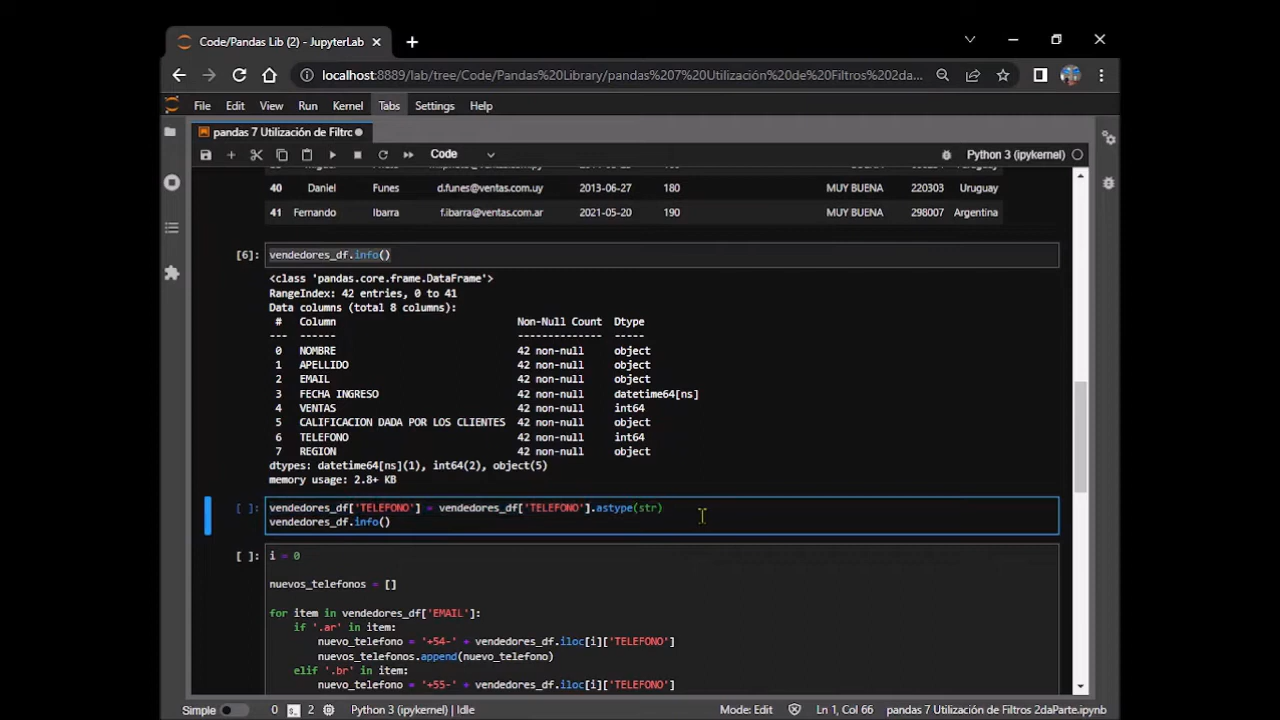 Code/Pandas Lib (2) - JupyterLab
localhost:8889/lab/tree/Code/Pandas%20Library/pandas%207%20Utilización%20de%20Filtros%202da...
File Edit View Run Kernel Tabs Settings Help
pandas 7 Utilización de Filtrc
Code
Python 3 (ipykernel)
40 Daniel Funes d.funes@ventas.com.uy 2013-06-27 180 MUY BUENA 220303 Uruguay
41 Fernando Ibarra f.ibarra@ventas.com.ar 2021-05-20 190 MUY BUENA 298007 Argentina
[6]: vendedores_df.info()
<class 'pandas.core.frame.DataFrame'>
RangeIndex: 42 entries, 0 to 41
Data columns (total 8 columns):
# Column Non-Null Count Dtype
--- ------ -------------- -----
0 NOMBRE 42 non-null object
1 APELLIDO 42 non-null object
2 EMAIL 42 non-null object
3 FECHA INGRESO 42 non-null datetime64[ns]
4 VENTAS 42 non-null int64
5 CALIFICACION DADA POR LOS CLIENTES 42 non-null object
6 TELEFONO 42 non-null int64
7 REGION 42 non-null object
dtypes: datetime64[ns](1), int64(2), object(5)
memory usage: 2.8+ KB
[ ]: vendedores_df['TELEFONO'] = vendedores_df['TELEFONO'].astype(str)
vendedores_df.info()
[ ]: i = 0
nuevos_telefonos = []
for item in vendedores_df['EMAIL']:
if '.ar' in item:
nuevo_telefono = '+54-' + vendedores_df.iloc[i]['TELEFONO']
nuevos_telefonos.append(nuevo_telefono)
elif '.br' in item:
nuevo_telefono = '+55-' + vendedores_df.iloc[i]['TELEFONO']
Simple 0 2 Python 3 (ipykernel) | Idle Mode: Edit Ln 1, Col 66 pandas 7 Utilización de Filtros 2daParte.ipynb